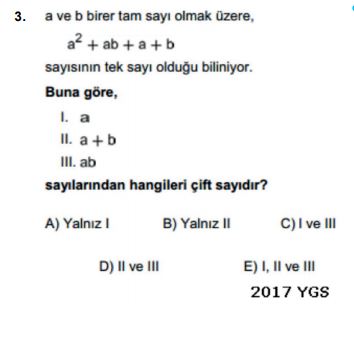 3. a ve b birer tam sayı olmak üzere,
a² + ab + a + b
sayısının tek sayı olduğu biliniyor.
Buna göre,
I. a
II. a + b
III. ab
sayılarından hangileri çift sayıdır?
A) Yalnız I B) Yalnız II C) I ve III
D) II ve III E) I, II ve III
2017 YGS